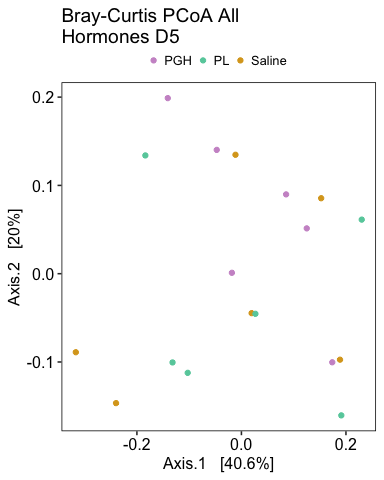 Bray-Curtis PCoA All
Hormones D5
PGH PL Saline
0.2
0.1
0.0
-0.1
Axis.2 [20%]
-0.2 0.0 0.2
Axis.1 [40.6%]